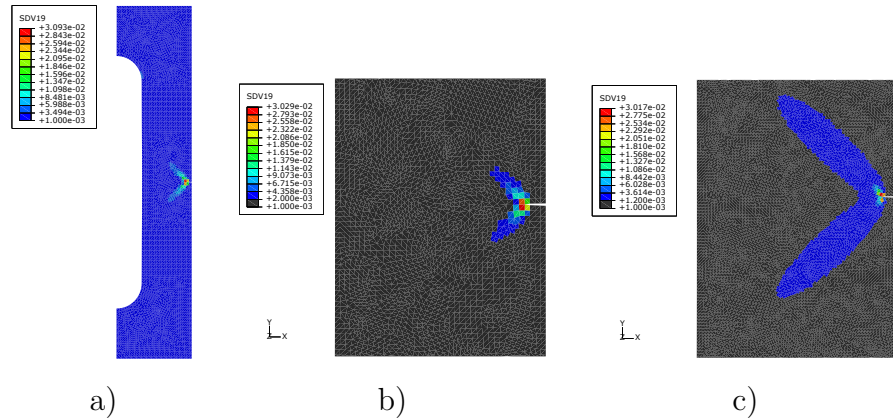 SDV19
+3.093e-02
+2.843e-02
+2.594e-02
+2.344e-02
+2.095e-02
+1.846e-02
+1.596e-02
+1.347e-02
+1.098e-02
+8.481e-03
+5.988e-03
+3.494e-03
+1.000e-03
SDV19
+3.029e-02
+2.793e-02
+2.558e-02
+2.322e-02
+2.086e-02
+1.850e-02
+1.615e-02
+1.379e-02
+1.143e-02
+9.073e-03
+6.715e-03
+4.358e-03
+2.000e-03
+1.000e-03
Y
Z X
SDV19
+3.017e-02
+2.775e-02
+2.534e-02
+2.292e-02
+2.051e-02
+1.810e-02
+1.568e-02
+1.327e-02
+1.086e-02
+8.442e-03
+6.028e-03
+3.614e-03
+1.200e-03
+1.000e-03
Y
Z X
a) b) c)